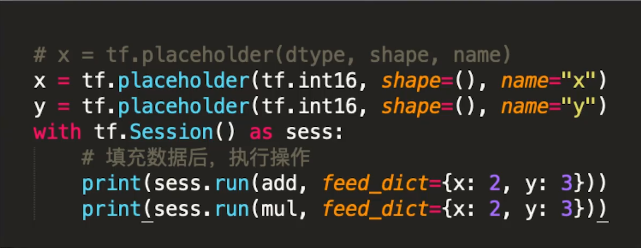 # x = tf.placeholder(dtype, shape, name)
x = tf.placeholder(tf.int16, shape=(), name="x")
y = tf.placeholder(tf.int16, shape=(), name="y")
with tf.Session() as sess:
    # 填充数据后，执行操作
    print(sess.run(add, feed_dict={x: 2, y: 3}))
    print(sess.run(mul, feed_dict={x: 2, y: 3}))